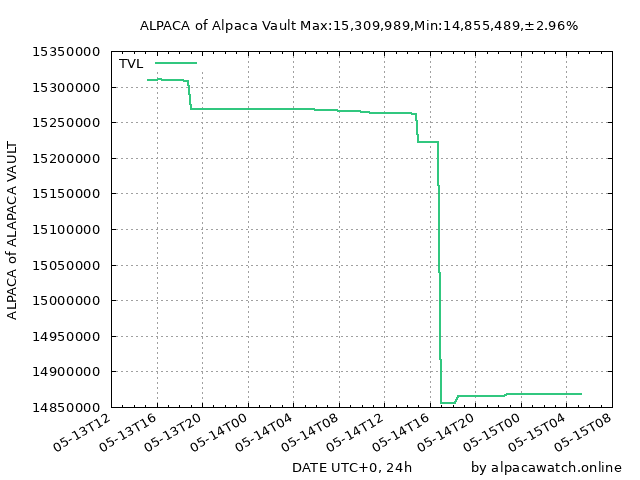 ALPACA of Alpaca Vault Max:15,309,989,Min:14,855,489,±2.96%
TVL
ALPACA of ALAPACA VAULT
15350000
15300000
15250000
15200000
15150000
15100000
15050000
15000000
14950000
14900000
14850000
05-13T12
05-13T16
05-13T20
05-14T00
05-14T04
05-14T08
05-14T12
05-14T16
05-14T20
05-15T00
05-15T04
05-15T08
DATE UTC+0, 24h
by alpacawatch.online